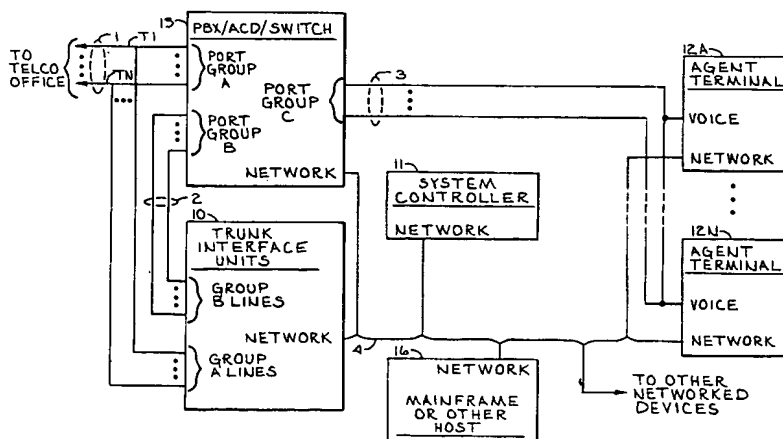 13
PBX/ACD/SWITCH
TO
TELCO
OFFICE
1
T1
TN
PORT
GROUP
A
PORT
GROUP
B
PORT
GROUP
C
NETWORK
3
2
12A
AGENT
TERMINAL
VOICE
NETWORK
11
SYSTEM
CONTROLLER
NETWORK
10
TRUNK
INTERFACE
UNITS
GROUP
B LINES
NETWORK
GROUP
A LINES
4
12N
AGENT
TERMINAL
VOICE
NETWORK
16
NETWORK
MAINFRAME
OR OTHER
HOST
TO OTHER
NETWORKED
DEVICES